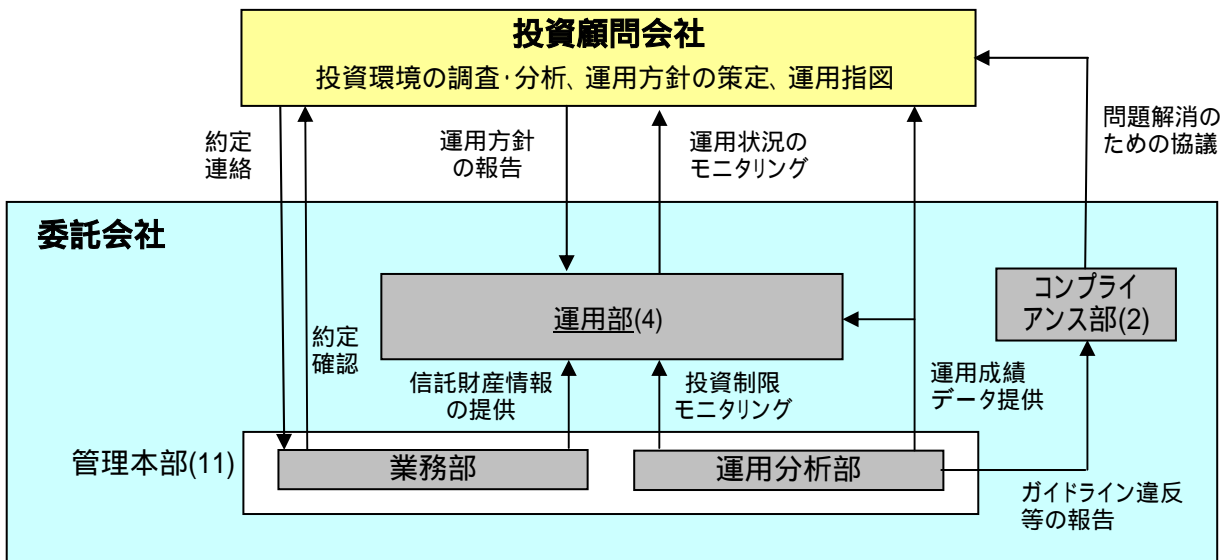 投資顧問会社
投資環境の調査・分析、運用方針の策定、運用指図
約定
連絡
運用方針
の報告
運用状況の
モニタリング
問題解消の
ための協議
委託会社
運用部(4)
コンプライ
アンス部(2)
約定
確認
信託財産情報
の提供
投資制限
モニタリング
運用成績
データ提供
管理本部(11)
業務部
運用分析部
ガイドライン違反
等の報告